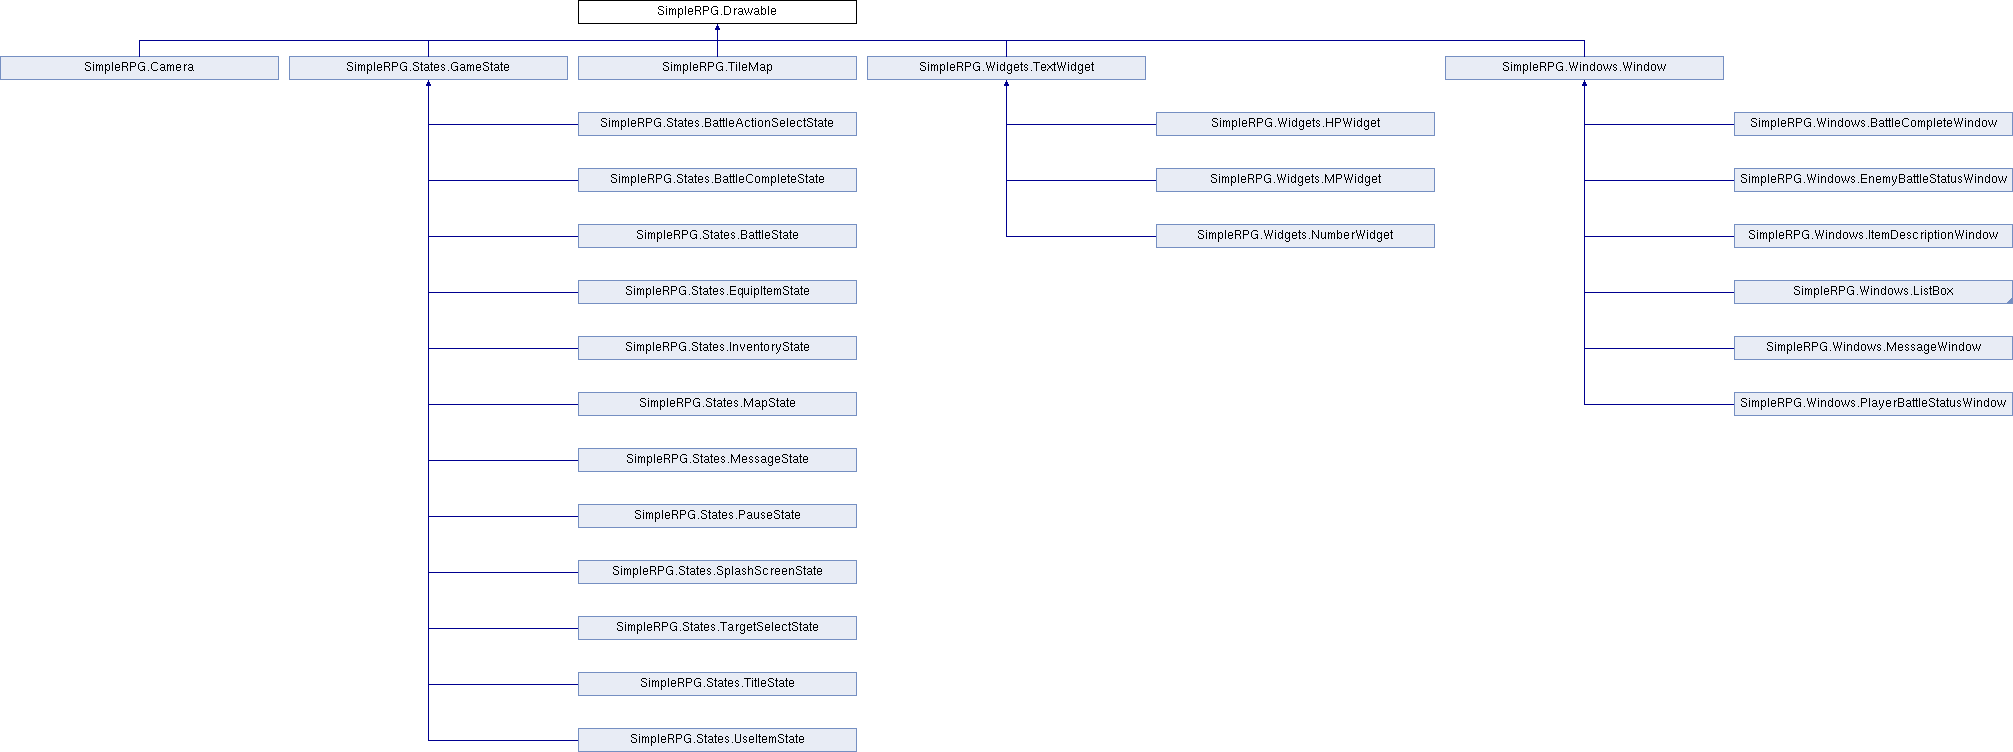 SimpleRPG.Drawable
SimpleRPG.Camera
SimpleRPG.States.GameState
SimpleRPG.TileMap
SimpleRPG.Widgets.TextWidget
SimpleRPG.Windows.Window
SimpleRPG.States.BattleActionSelectState
SimpleRPG.Widgets.HPWidget
SimpleRPG.Windows.BattleCompleteWindow
SimpleRPG.States.BattleCompleteState
SimpleRPG.Widgets.MPWidget
SimpleRPG.Windows.EnemyBattleStatusWindow
SimpleRPG.States.BattleState
SimpleRPG.Widgets.NumberWidget
SimpleRPG.Windows.ItemDescriptionWindow
SimpleRPG.States.EquipItemState
SimpleRPG.Windows.ListBox
SimpleRPG.States.InventoryState
SimpleRPG.Windows.MessageWindow
SimpleRPG.States.MapState
SimpleRPG.Windows.PlayerBattleStatusWindow
SimpleRPG.States.MessageState
SimpleRPG.States.PauseState
SimpleRPG.States.SplashScreenState
SimpleRPG.States.TargetSelectState
SimpleRPG.States.TitleState
SimpleRPG.States.UseItemState